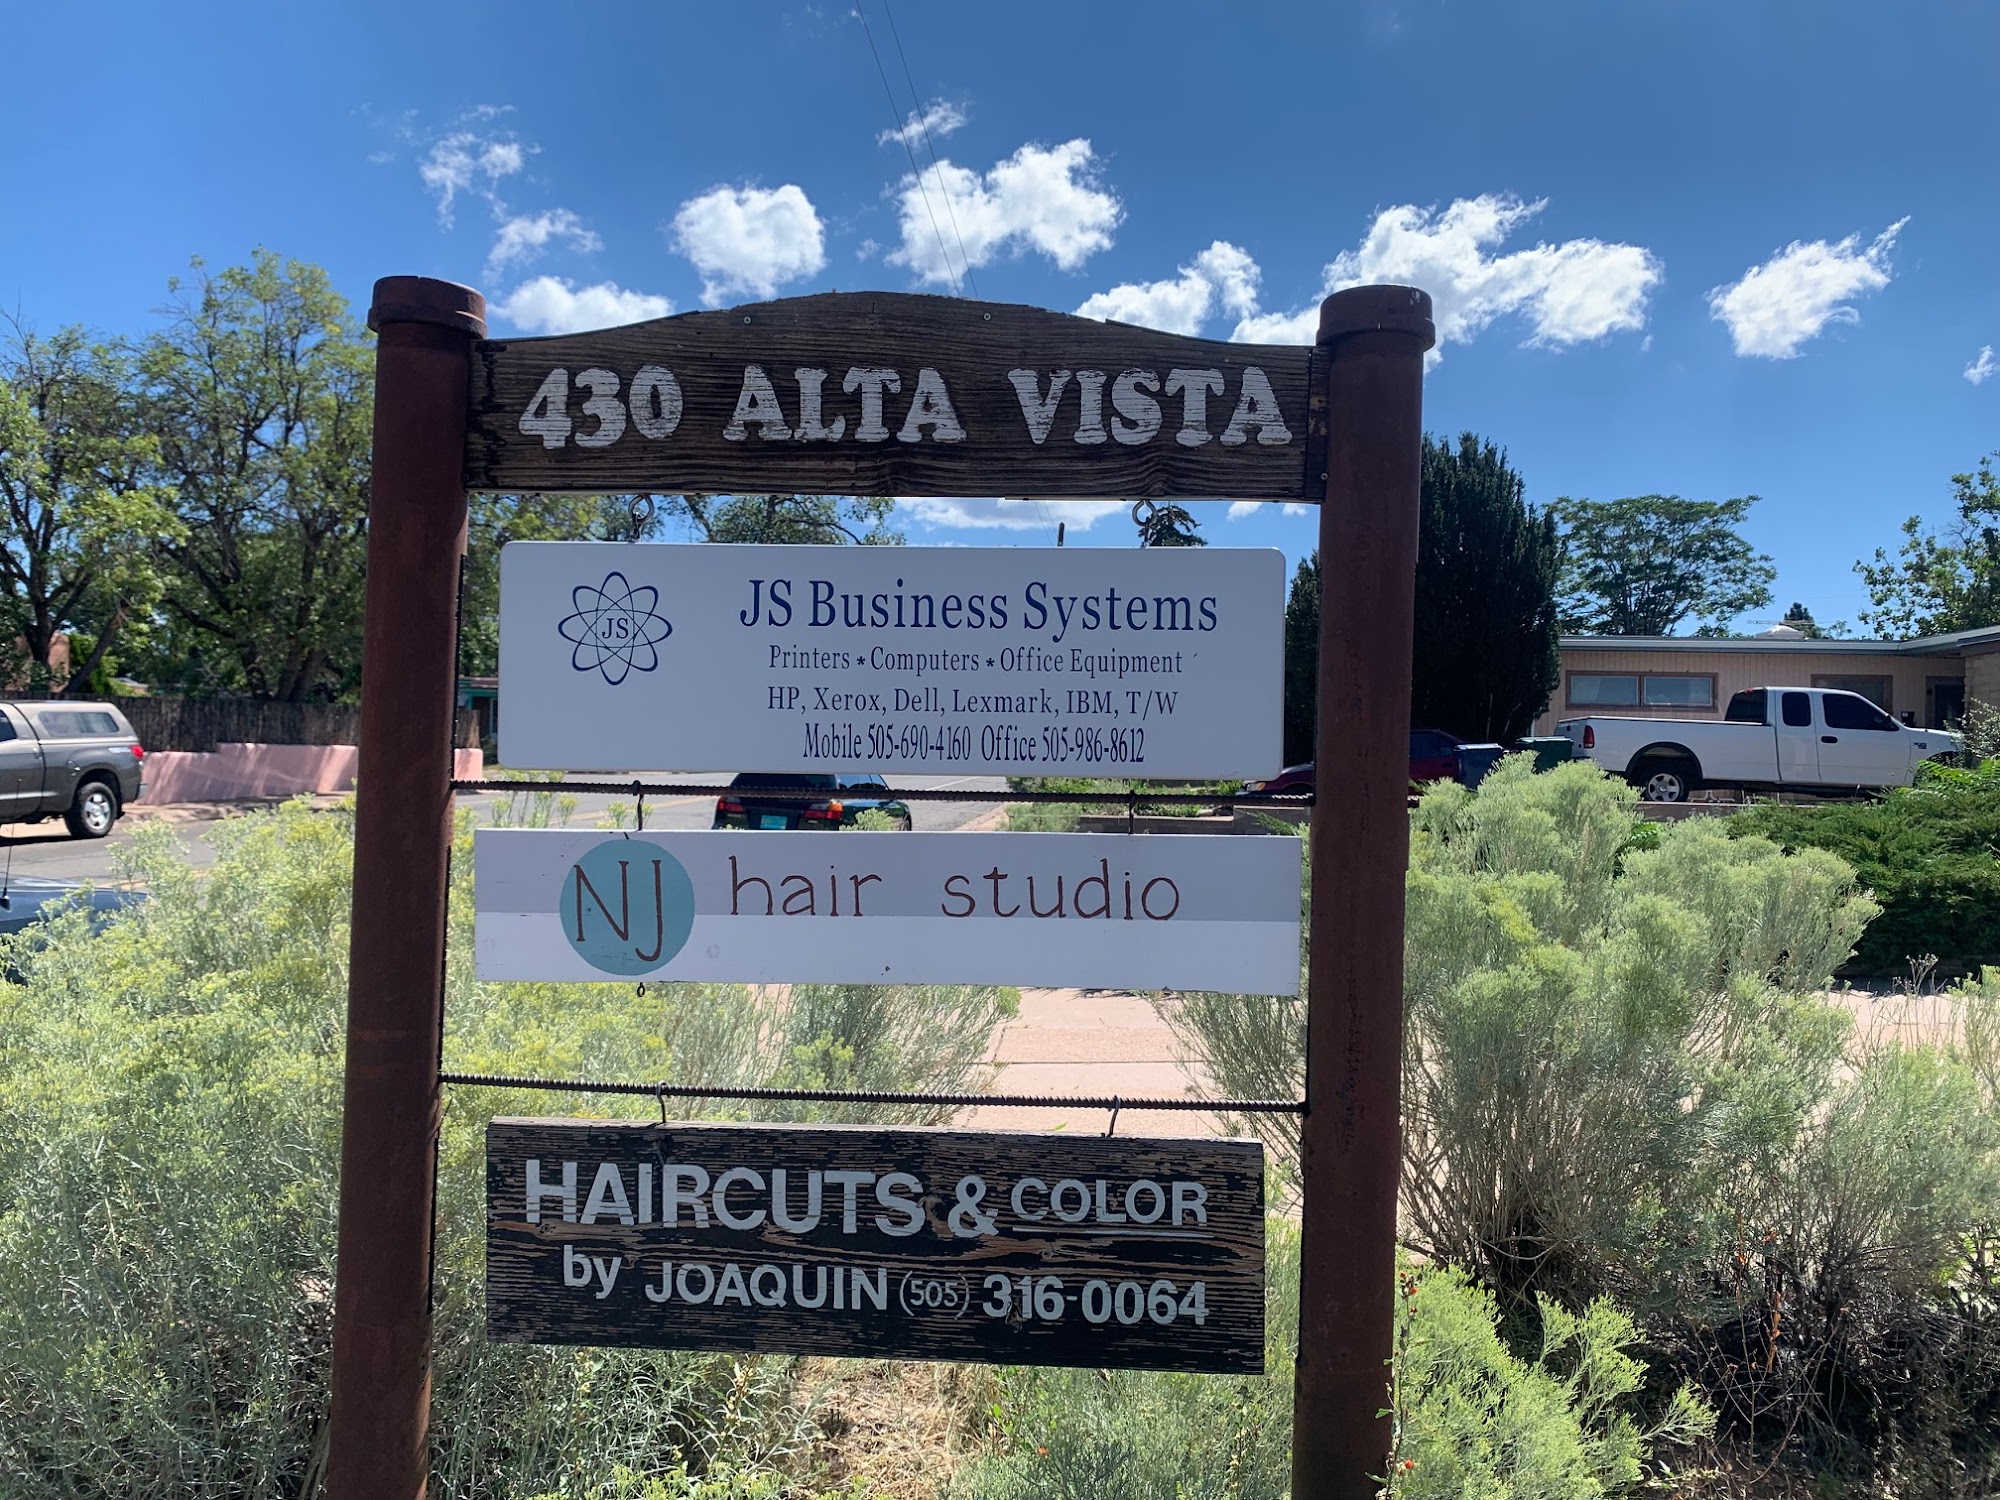 430 ALTA VISTA
JS
JS Business Systems
Printers * Computers * Office Equipment
HP, Xerox, Dell, Lexmark, IBM, T/W
Mobile 505-690-4160 Office 505-986-8612
NJ hair studio
HAIRCUTS & COLOR
by JOAQUIN (505) 316-0064